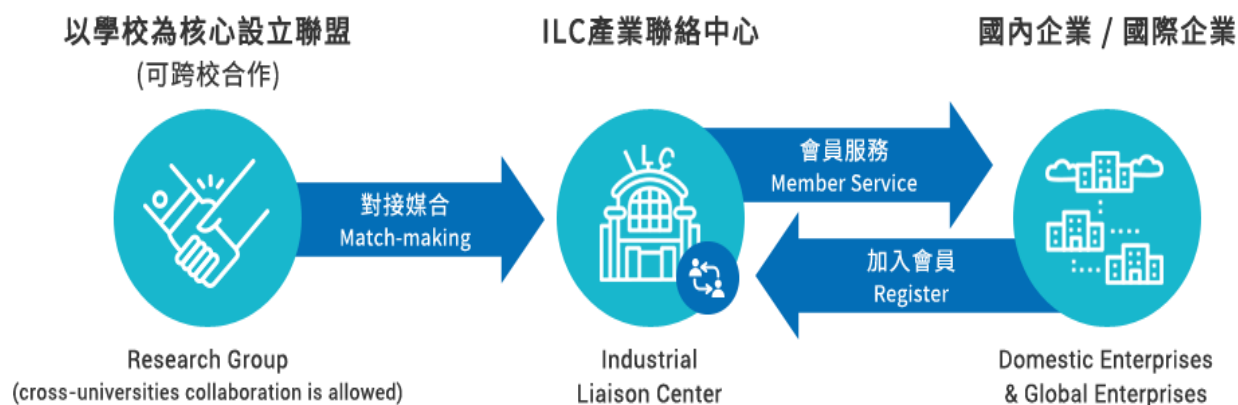 以學校為核心設立聯盟
(可跨校合作)
ILC產業聯絡中心
國內企業 / 國際企業
對接媒合
Match-making
ILC
會員服務
Member Service
加入會員
Register
Research Group
(cross-universities collaboration is allowed)
Industrial
Liaison Center
Domestic Enterprises
& Global Enterprises